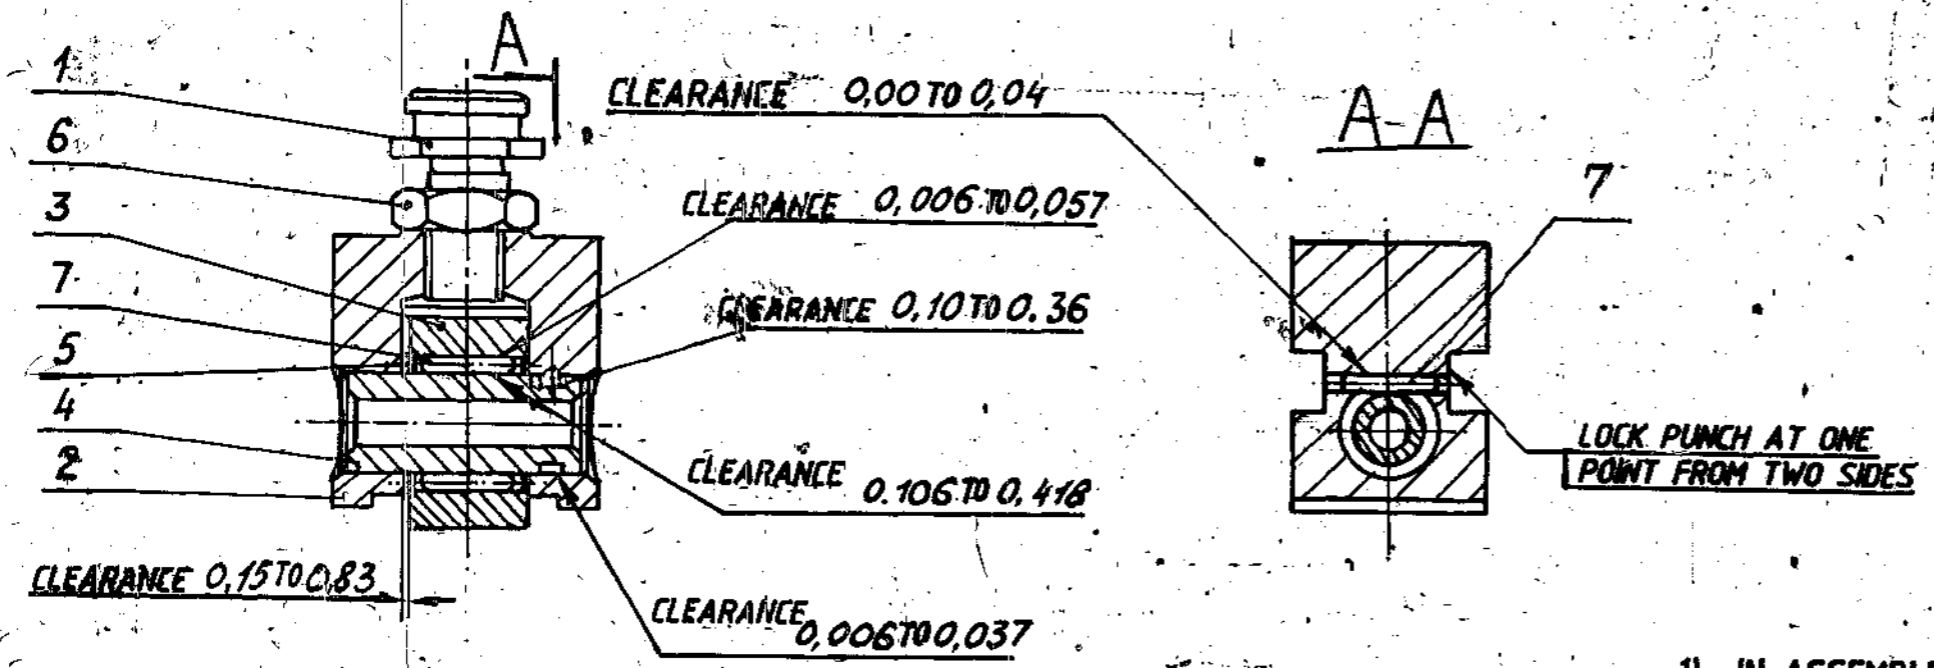 A
1
6
3
7
5
4
2
CLEARANCE 0,00 TO 0,04
CLEARANCE 0,006 TO 0,057
CLEARANCE 0,10 TO 0.36
CLEARANCE 0.106 TO 0,418
CLEARANCE 0,15 TO 0,83
CLEARANCE 0,006 TO 0,037
A-A
7
LOCK PUNCH AT ONE
POINT FROM TWO SIDES
1) IN